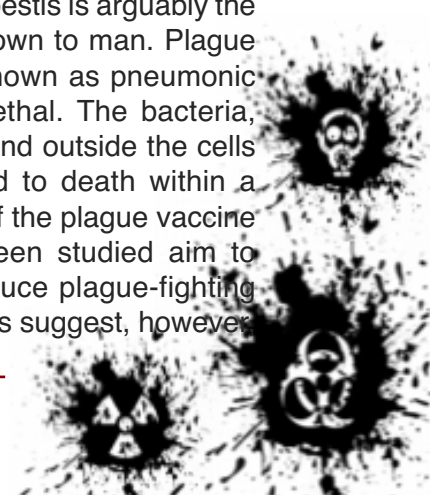 pestis is arguably the
own to man. Plague
nown as pneumonic
ethal. The bacteria,
nd outside the cells
d to death within a
f the plague vaccine
een studied aim to
uce plague-fighting
s suggest, however,